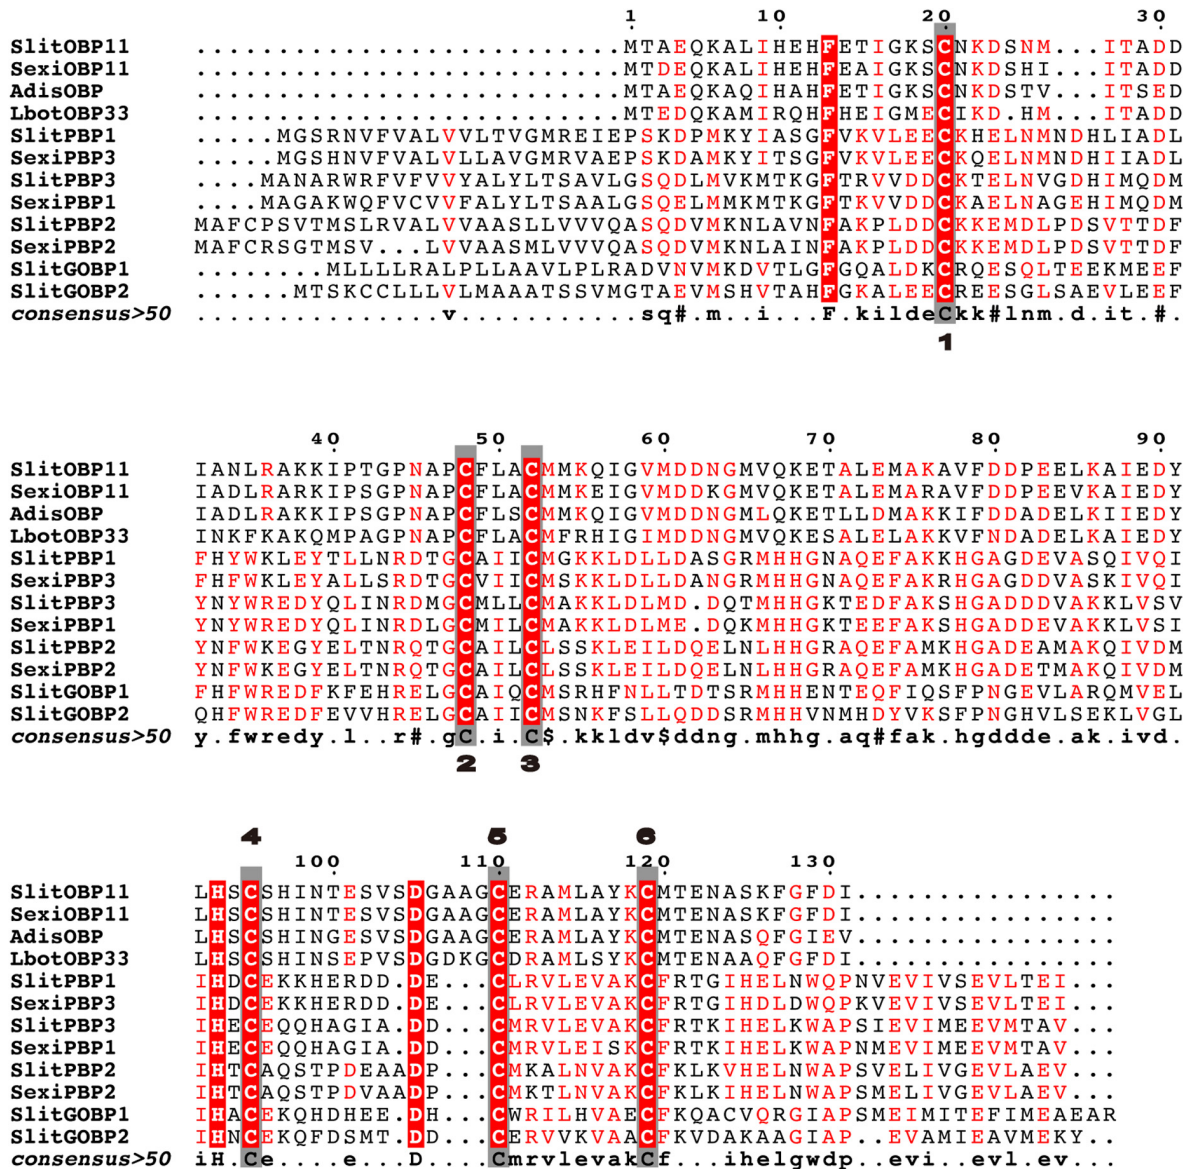 1 10 20 30
SlitOBP11 ..........................MTAEQKALIHEHFETIGKSCNKDSNM...ITADD
SexiOBP11 ..........................MTDEQKALIHEHFEAIGKSCNKDSHI...ITADD
AdisOBP ..........................MTAEQKAQIHAHFETIGKSCNKDSTV...ITSED
LbotOBP33 ..........................MTEDQKAMIRQHFHEIGMECIKD.HM...ITADD
SlitPBP1 .....MGSRNVFVALVVLTVGMREIEPSKDPMKYIASGFVKVLEECKHELNMNDHLIADL
SexiPBP3 .....MGSHNVFVALVLLAVGMRVAEPSKDAMKYITSGFVKVLEECKQELNMNDHIIADL
SlitPBP3 ....MANARWRFVFVVYALYLTSAVLGSQDLMVKMTKGFTRVVDDCKTELNVGDHIMQDM
SexiPBP1 ....MAGAKWQFVCVVFALYLTSAALGSQELMMKMTKGFTKVVDDCKAELNAGEHIMQDM
SlitPBP2 MAFCPSVTMSLRVALVVAASLLVVVQASQDVMKNLAVNFAKPLDDCKKEMDLPDSVTTDF
SexiPBP2 MAFCRSGTMSV...LVVAASMLVVVQASQDVMKNLAINFAKPLDDCKKEMDLPDSVTTDF
SlitGOBP1 ........MLLLLRALPLLAAVLPLRADVNVMKDVTLGFGQALDKCRQESQLTEEKMEEF
SlitGOBP2 ......MTSKCCLLLVLMAAATSSVMGTAEVMSHVTAHFGKALEECREESGLSAEVLEEF
consensus>50 ...............v...........sq#.m..i...F.kildeCkk#lnm.d.it.#.
1
40 50 60 70 80 90
SlitOBP11 IANLRAKKIPTGPNAPCFLACMMKQIGVMDDNGMVQKETALEMAKAVFDDPEELKAIEDY
SexiOBP11 IADLRARKIPSGPNAPCFLACMMKEIGVMDDKGMVQKETALEMARAVFDDPEEVKAIEDY
AdisOBP IADLRAKKIPSGPNAPCFLSCMMKQIGVMDDNGMLQKETLLDMAKKIFDDADELKIIEDY
LbotOBP33 INKFKAKQMPAGPNAPCFLACMFRHIGIMDDNGMVQKESALELAKKVFNDADELKAIEDY
SlitPBP1 FHYWKLEYTLLNRDTGCAIICMGKKLDLLDASGRMHHGNAQEFAKKHGAGDEVASQIVQI
SexiPBP3 FHFWKLEYALLSRDTGCVIICMSKKLDLLDANGRMHHGNAQEFAKRHGAGDDVASKIVQI
SlitPBP3 YNYWREDYQLINRDMGCMLLCMAKKLDLMD.DQTMHHGKTEDFAKSHGADDDVAKKLVSV
SexiPBP1 YNYWREDYQLINRDLGCMILCMAKKLDLME.DQKMHHGKTEEFAKSHGADDEVAKKLVSI
SlitPBP2 YNFWKEGYELTNRQTGCAILCLSSKLEILDQELNLHHGRAQEFAMKHGADEAMAKQIVDM
SexiPBP2 YNFWKEGYELTNRQTGCAILCLSSKLEILDQELNLHHGRAQEFAMKHGADETMAKQIVDM
SlitGOBP1 FHFWREDFKFEHRELGCAIQCMSRHFNLLTDTSRMHHENTEQFIQSFPNGEVLARQMVEL
SlitGOBP2 QHFWREDFEVVHRELGCAIICMSNKFSLLQDDSRMHHVNMHDYVKSFPNGHVLSEKLVGL
consensus>50 y.fwredy.l..r#.gC.i.C$.kkldv$ddng.mhhg.aq#fak.hgddde.ak.ivd.
2 3
4 5 6
100 110 120 130
SlitOBP11 LHSCSHINTESVSDGAAGCERAMLAYKCMTENASKFGFDI................
SexiOBP11 LHSCSHINTESVSDGAAGCERAMLAYKCMTENASKFGFDI................
AdisOBP LHSCSHINGESVSDGAAGCERAMLAYKCMTENASQFGIEV................
LbotOBP33 LHSCSHINSEPVSDGDKGCDRAMLSYKCMTENAAQFGFDI................
SlitPBP1 IHDCEKKHERDD.DE...CLRVLEVAKCFRTGIHELNWQPNVEVIVSEVLTEI...
SexiPBP3 IHDCEKKHERDD.DE...CLRVLEVAKCFRTGIHDLDWQPKVEVIVSEVLTEI...
SlitPBP3 IHECEQQHAGIA.DD...CMRVLEVAKCFRTKIHELKWAPSIEVIMEEVMTAV...
SexiPBP1 IHECEQQHAGIA.DD...CMRVLEISKCFRTKIHELKWAPNMEVIMEEVMTAV...
SlitPBP2 IHTCAQSTPDEAADP...CMKALNVAKCFKLKVHELNWAPSVELIVGEVLAEV...
SexiPBP2 IHTCAQSTPDVAADP...CMKTLNVAKCFKLKIHELNWAPSMELIVGEVLAEV...
SlitGOBP1 IHACEKQHDHEE.DH...CWRILHVAECFKQACVQRGIAPSMEIMITEFIMEAEAR
SlitGOBP2 IHNCEKQFDSMT.DD...CERVVKVAACFKVDAKAAGIAP..EVAMIEAVMEKY..
consensus>50 iH.Ce....e..D....CmrvlevakCf...ihelgwdp..evi..evl.ev...